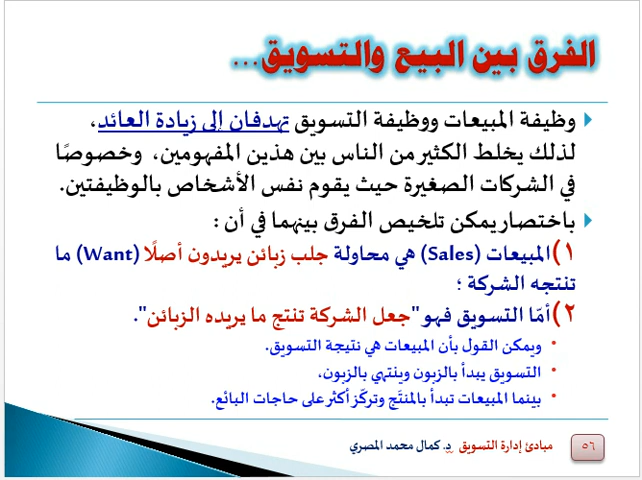 الفرق بين البيع والتسويق...
وظيفة المبيعات ووظيفة التسويق تهدفان إلى زيادة العائد،
لذلك يخلط الكثير من الناس بين هذين المفهومين، وخصوصًا
في الشركات الصغيرة حيث يقوم نفس الأشخاص بالوظيفتين.
باختصار يمكن تلخيص الفرق بينهما في أن :
١) المبيعات (Sales) هي محاولة جلب زبائن يريدون أصلًا (Want) ما
تنتجه الشركة ؛
٢) أمّا التسويق فهو "جعل الشركة تنتج ما يريده الزبائن".
• ويمكن القول بأن المبيعات هي نتيجة التسويق.
• التسويق يبدأ بالزبون وينتهي بالزبون،
• بينما المبيعات تبدأ بالمنتَج وتركّز أكثر على حاجات البائع.
مبادئ إدارة التسويق د. كمال محمد المصري
٥٦